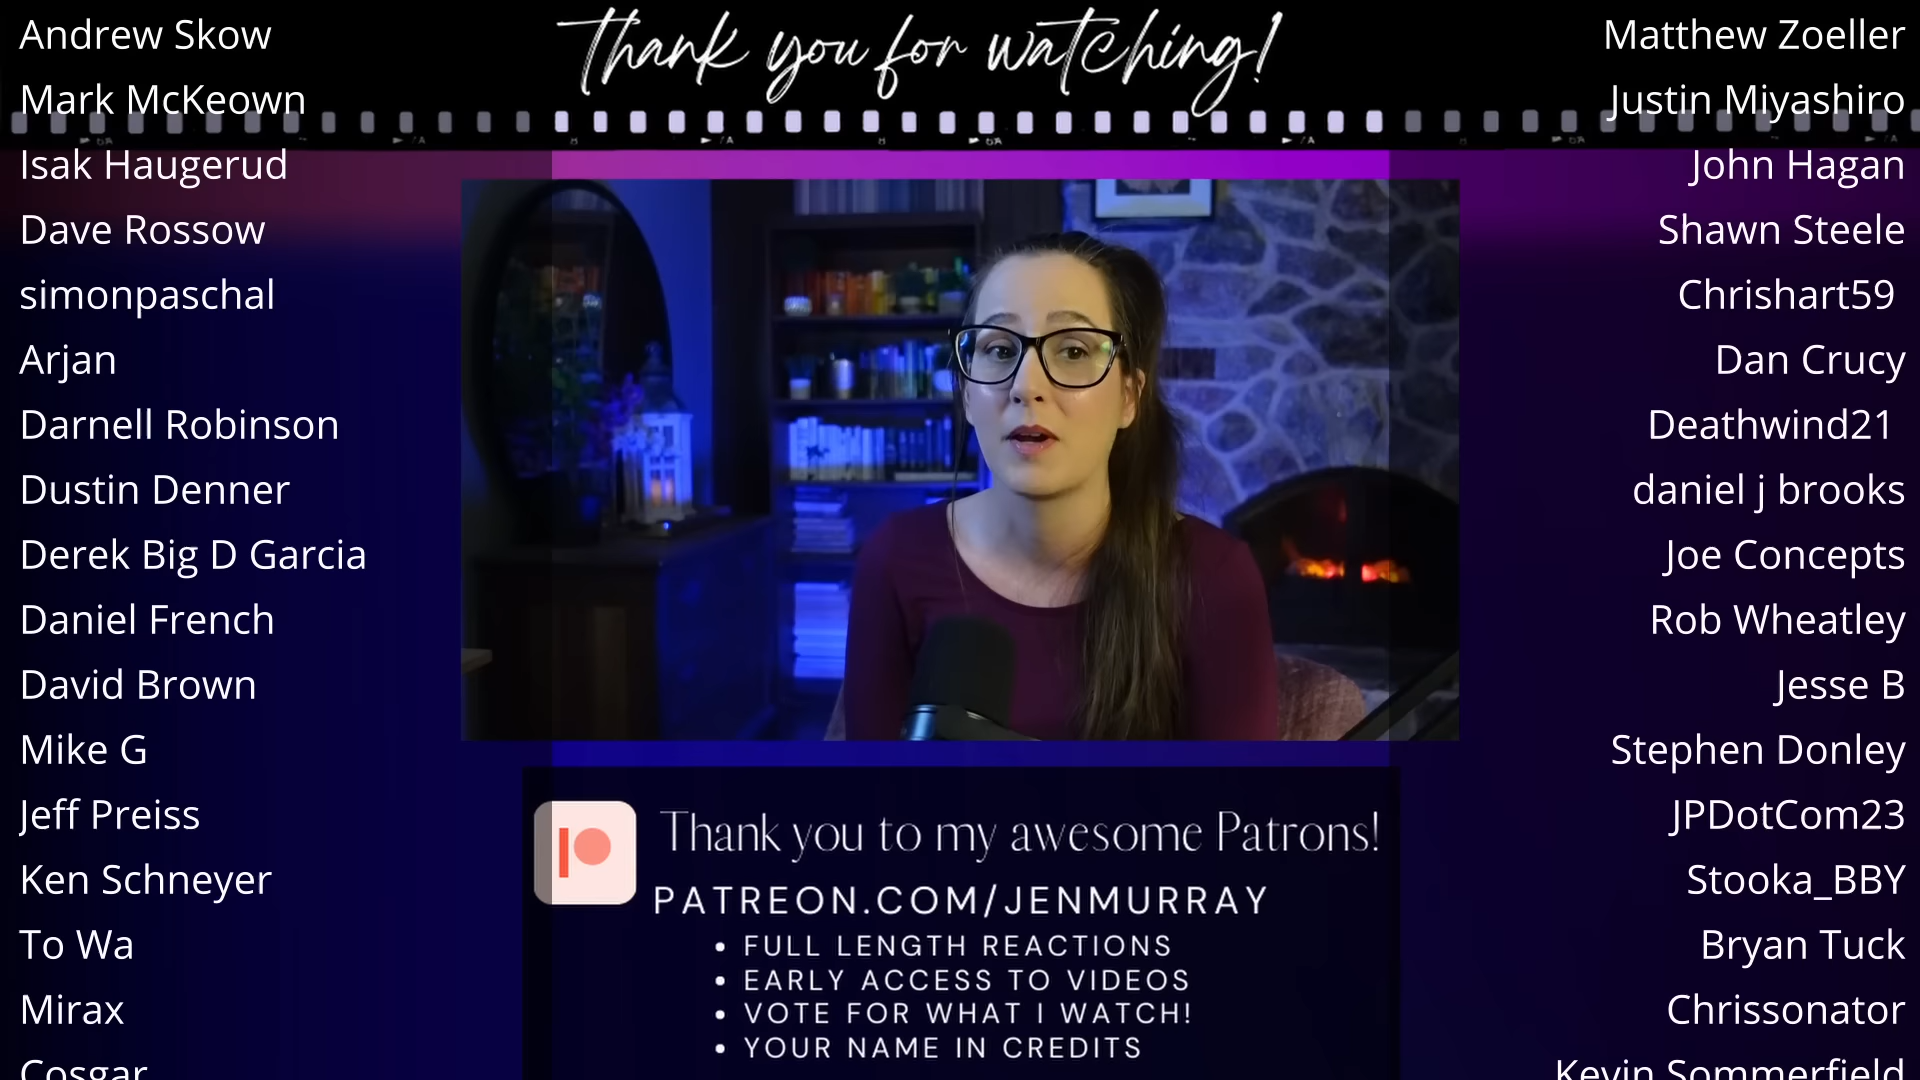 Thank you for watching!
Andrew Skow
Mark McKeown
Isak Haugerud
Dave Rossow
simonpaschal
Arjan
Darnell Robinson
Dustin Denner
Derek Big D Garcia
Daniel French
David Brown
Mike G
Jeff Preiss
Ken Schneyer
To Wa
Mirax
Cosgar
Matthew Zoeller
Justin Miyashiro
John Hagan
Shawn Steele
Chrishart59
Dan Crucy
Deathwind21
daniel j brooks
Joe Concepts
Rob Wheatley
Jesse B
Stephen Donley
JPDotCom23
Stooka_BBY
Bryan Tuck
Chrissonator
Kevin Sommerfield
Thank you to my awesome Patrons!
PATREON.COM/JENMURRAY
• FULL LENGTH REACTIONS
• EARLY ACCESS TO VIDEOS
• VOTE FOR WHAT I WATCH!
• YOUR NAME IN CREDITS